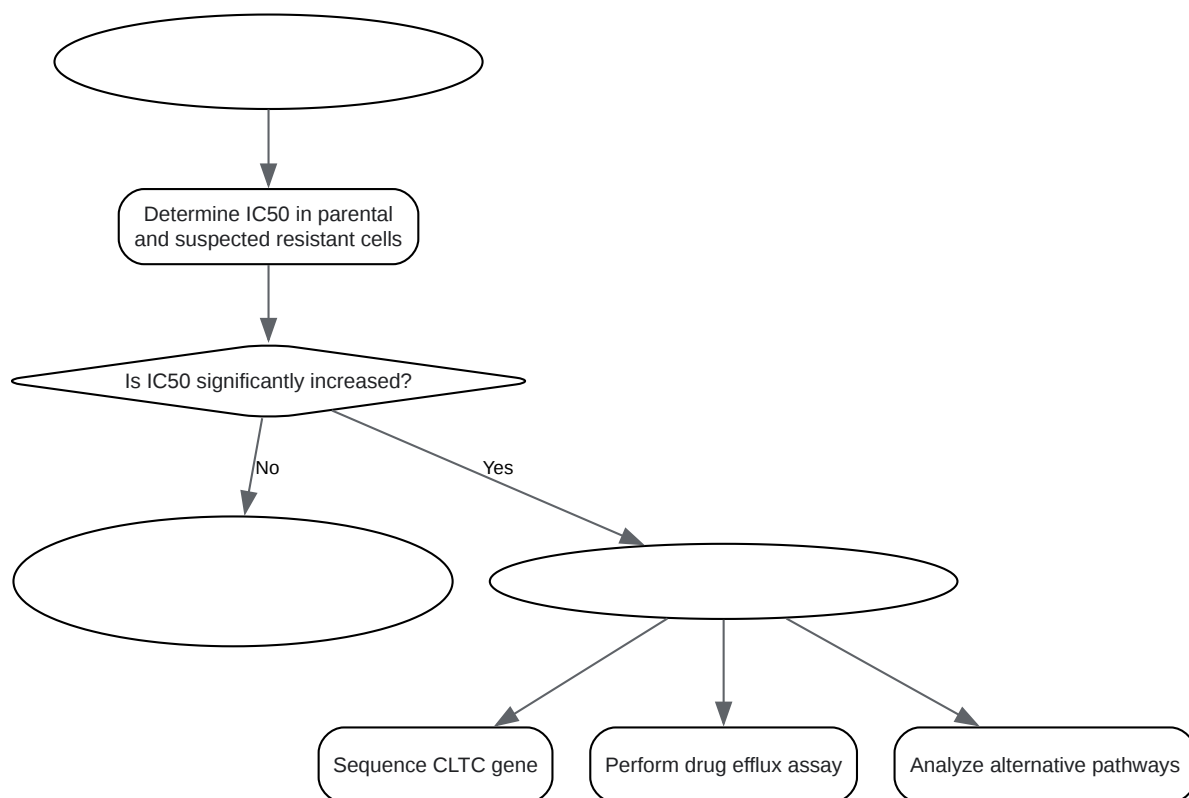 Determine IC50 in parental
and suspected resistant cells
Is IC50 significantly increased?
No
Yes
Sequence CLTC gene
Perform drug efflux assay
Analyze alternative pathways